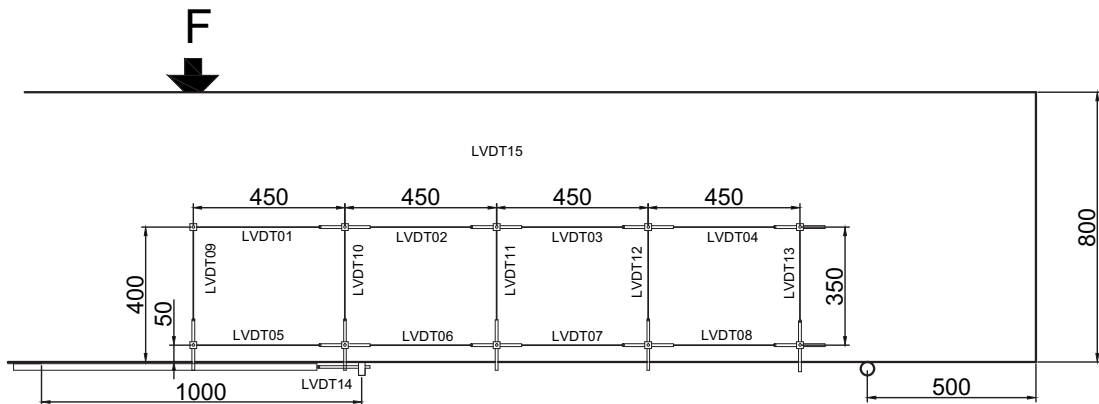 F
LVDT15
450 450 450 450
LVDT01 LVDT02 LVDT03 LVDT04
LVDT09 LVDT10 LVDT11 LVDT12 LVDT13
400 50 350 800
LVDT05 LVDT06 LVDT07 LVDT08
LVDT14
1000 500